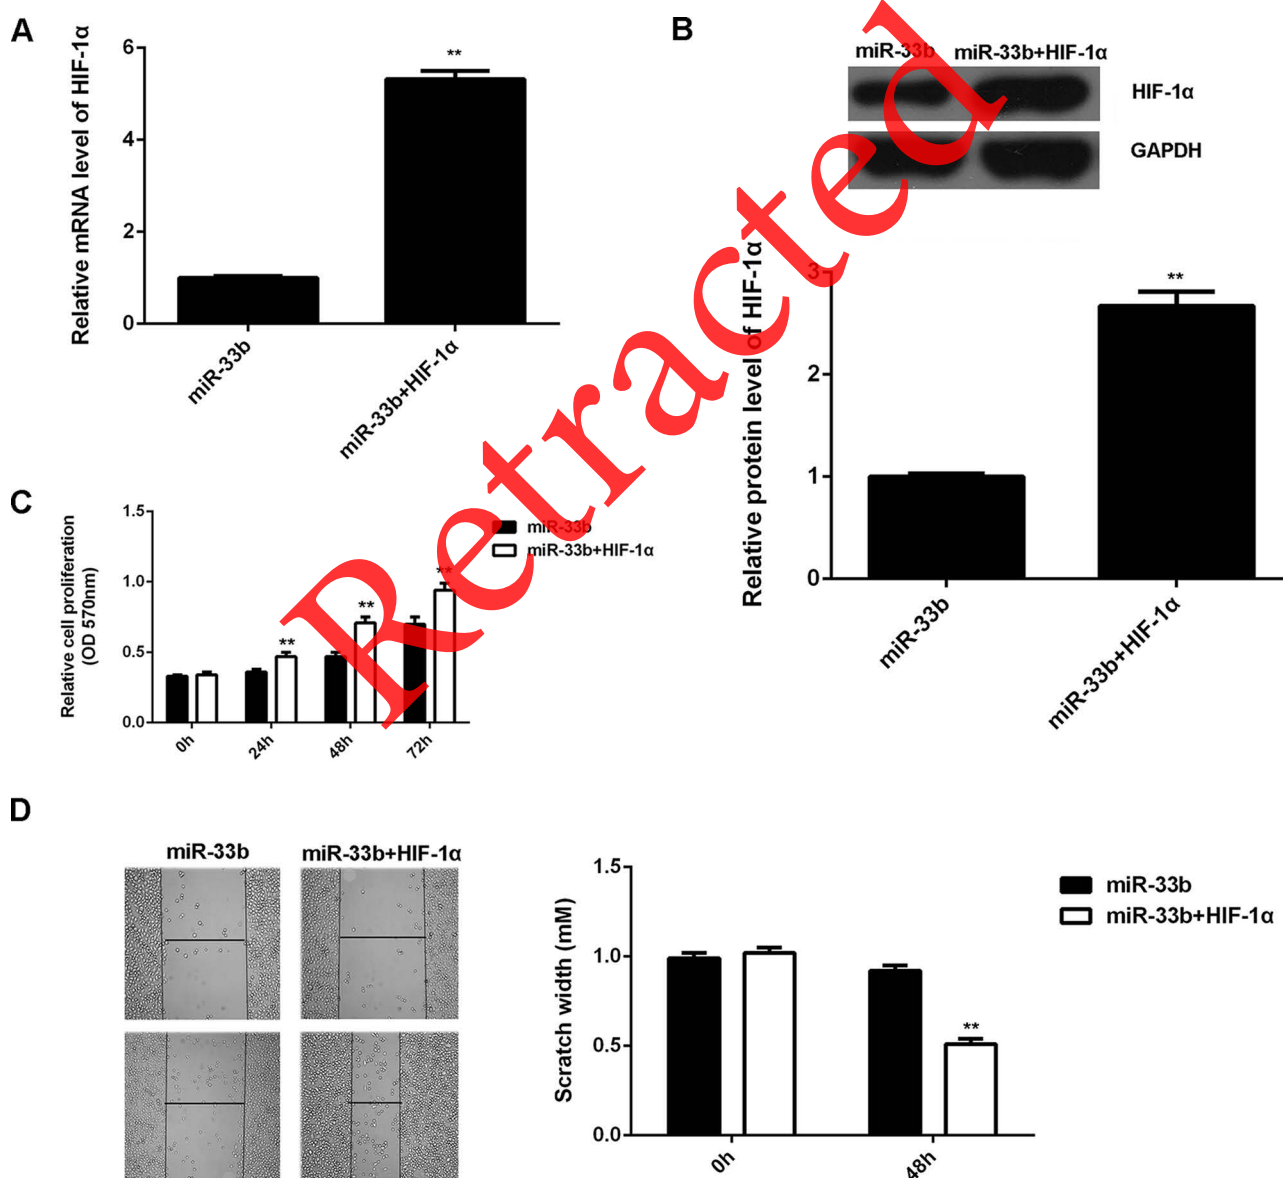 A
Relative mRNA level of HIF-1α
6
4
2
0
**
miR-33b
miR-33b+HIF-1α
B
miR-33b
miR-33b+HIF-1α
HIF-1α
GAPDH
Relative protein level of HIF-1α
3
2
1
0
**
miR-33b
miR-33b+HIF-1α
Retracted
C
Relative cell proliferation
(OD 570nm)
1.5
1.0
0.5
0.0
**
**
**
0h
24h
48h
72h
miR-33b
miR-33b+HIF-1α
D
miR-33b
miR-33b+HIF-1α
Scratch width (mM)
1.5
1.0
0.5
0.0
**
0h
48h
miR-33b
miR-33b+HIF-1α